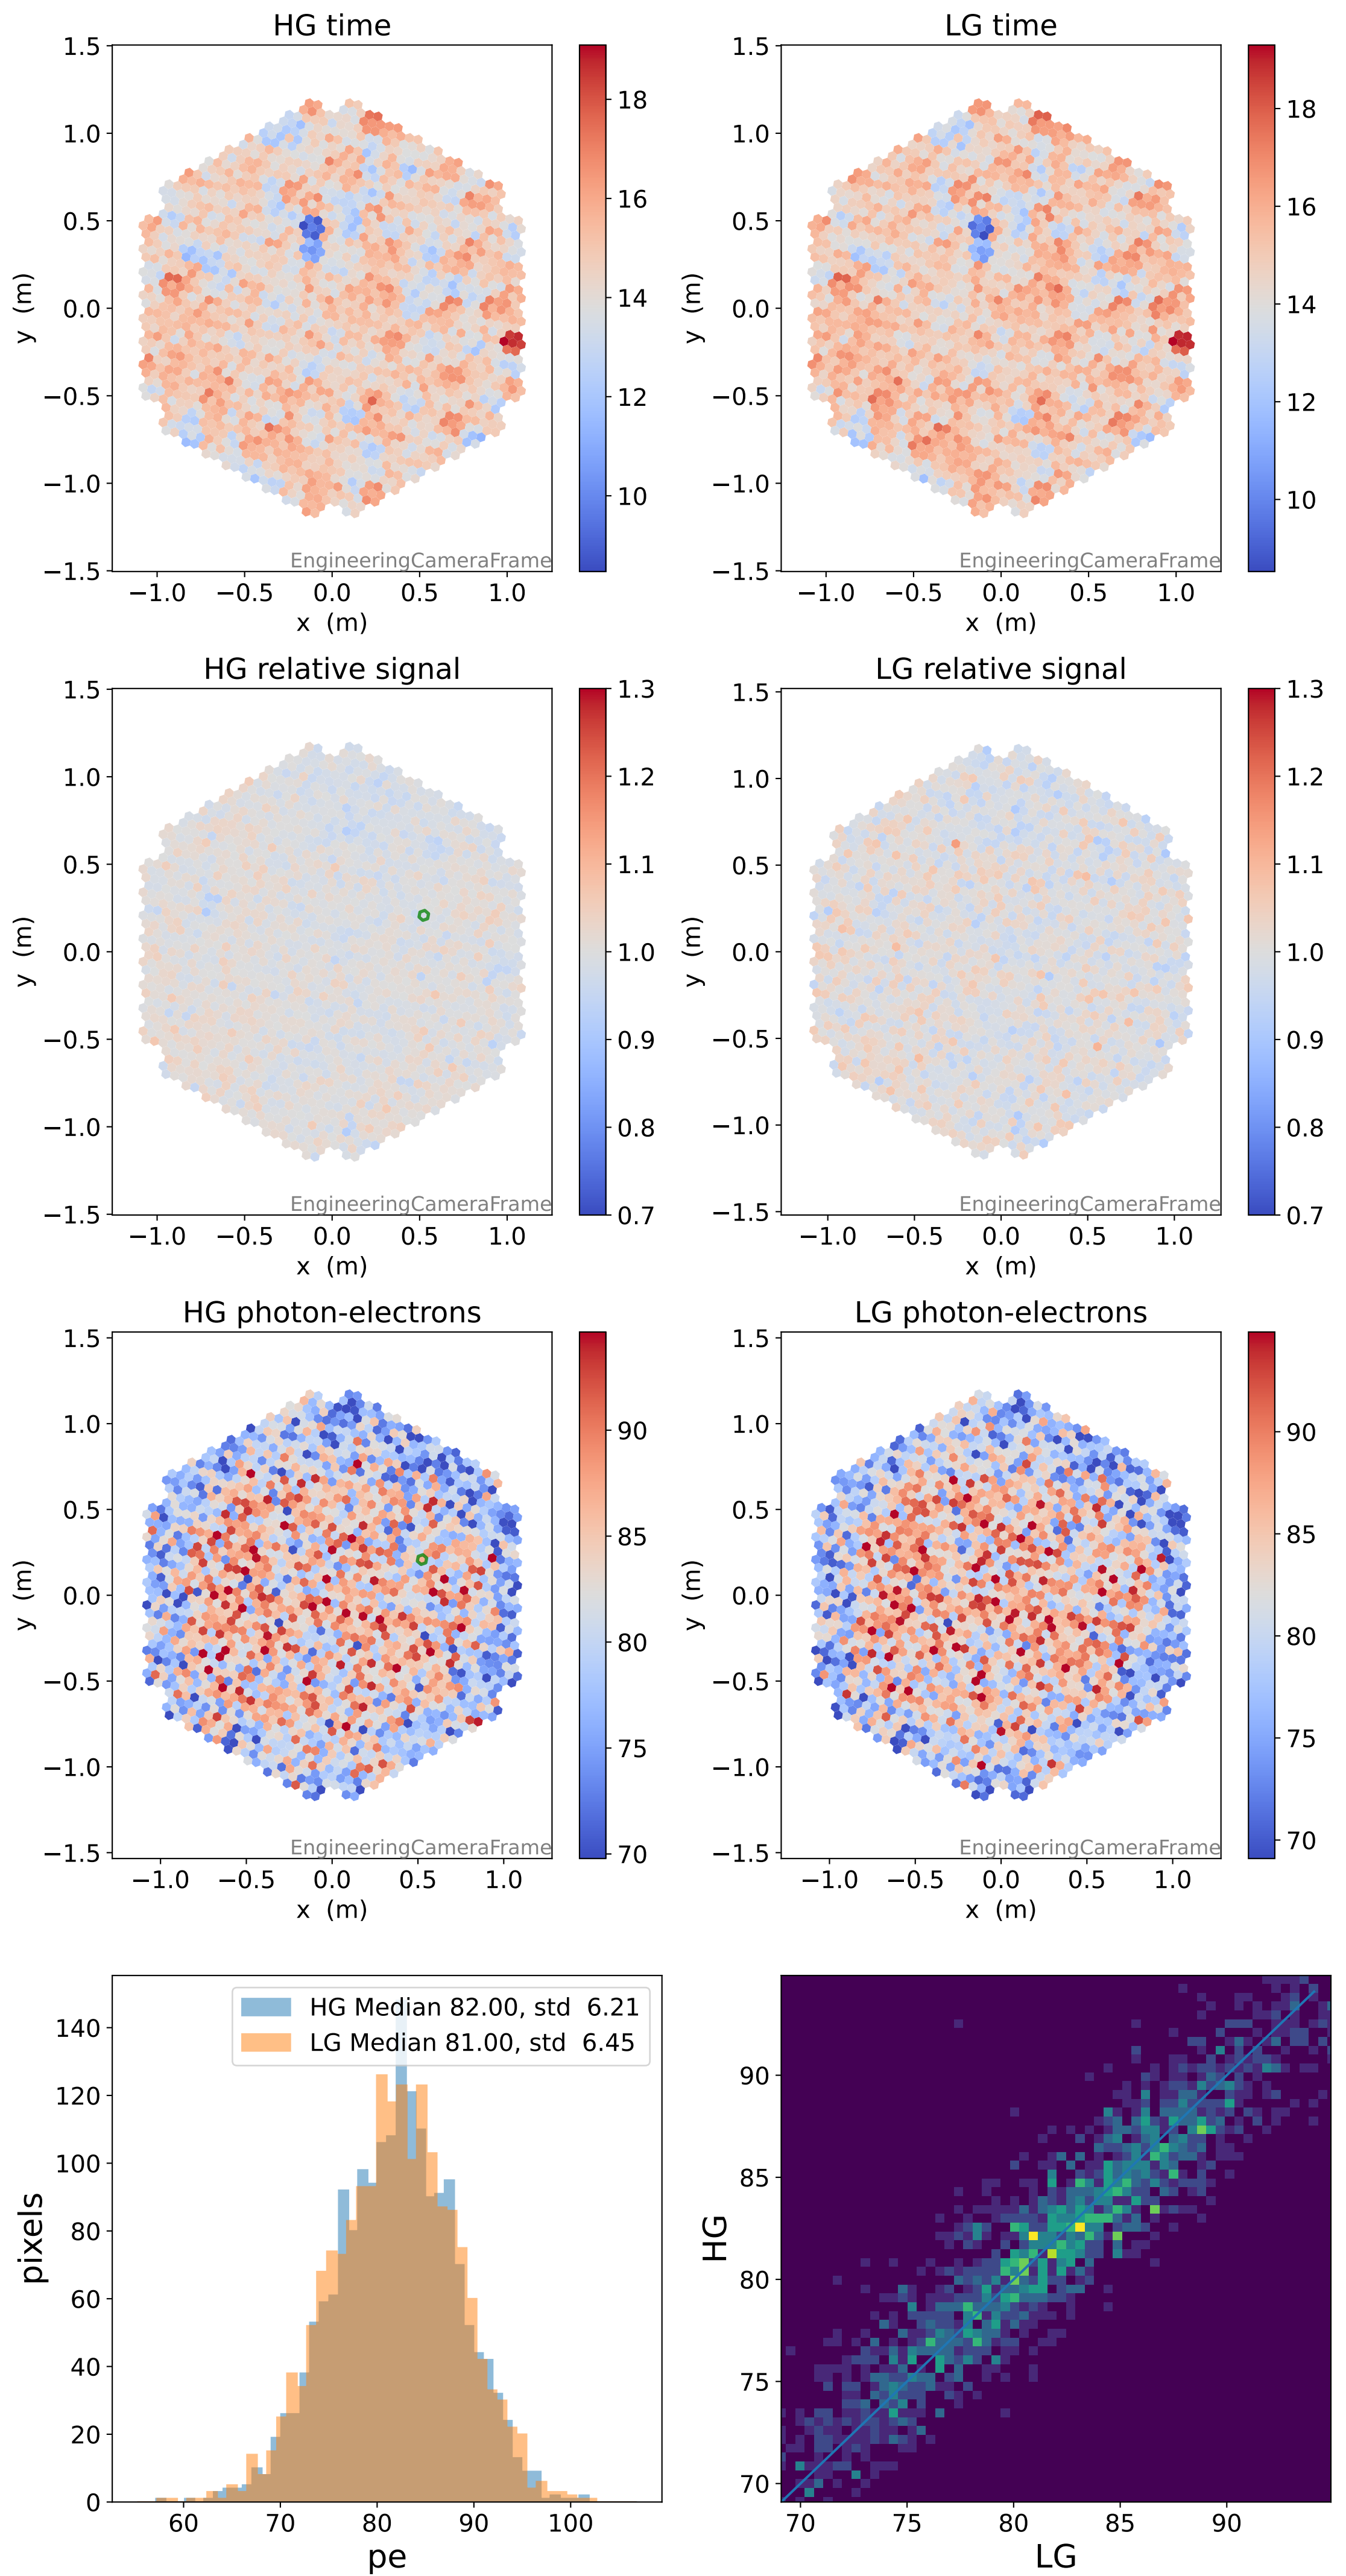 HG time
LG time
1.5
1.0
0.5
0.0
−0.5
−1.0
−1.5
y (m)
−1.0 −0.5 0.0 0.5 1.0
x (m)
EngineeringCameraFrame
18
16
14
12
10
1.5
1.0
0.5
0.0
−0.5
−1.0
−1.5
y (m)
−1.0 −0.5 0.0 0.5 1.0
x (m)
EngineeringCameraFrame
18
16
14
12
10
HG relative signal
LG relative signal
1.5
1.0
0.5
0.0
−0.5
−1.0
−1.5
y (m)
−1.0 −0.5 0.0 0.5 1.0
x (m)
EngineeringCameraFrame
1.3
1.2
1.1
1.0
0.9
0.8
0.7
1.5
1.0
0.5
0.0
−0.5
−1.0
−1.5
y (m)
−1.0 −0.5 0.0 0.5 1.0
x (m)
EngineeringCameraFrame
1.3
1.2
1.1
1.0
0.9
0.8
0.7
HG photon-electrons
LG photon-electrons
1.5
1.0
0.5
0.0
−0.5
−1.0
−1.5
y (m)
−1.0 −0.5 0.0 0.5 1.0
x (m)
EngineeringCameraFrame
90
85
80
75
70
1.5
1.0
0.5
0.0
−0.5
−1.0
−1.5
y (m)
−1.0 −0.5 0.0 0.5 1.0
x (m)
EngineeringCameraFrame
90
85
80
75
70
HG Median 82.00, std 6.21
LG Median 81.00, std 6.45
140
120
100
80
60
40
20
0
pixels
60 70 80 90 100
pe
90
85
80
75
70
HG
70 75 80 85 90
LG